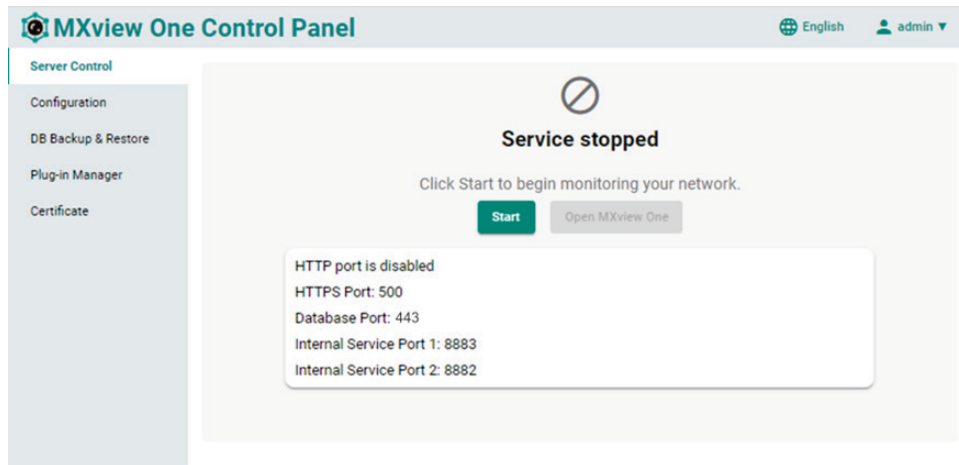 MXview One Control Panel
English
admin
Server Control
Configuration
DB Backup & Restore
Plug-in Manager
Certificate
Service stopped
Click Start to begin monitoring your network.
Start
Open MXview One
HTTP port is disabled
HTTPS Port: 500
Database Port: 443
Internal Service Port 1: 8883
Internal Service Port 2: 8882